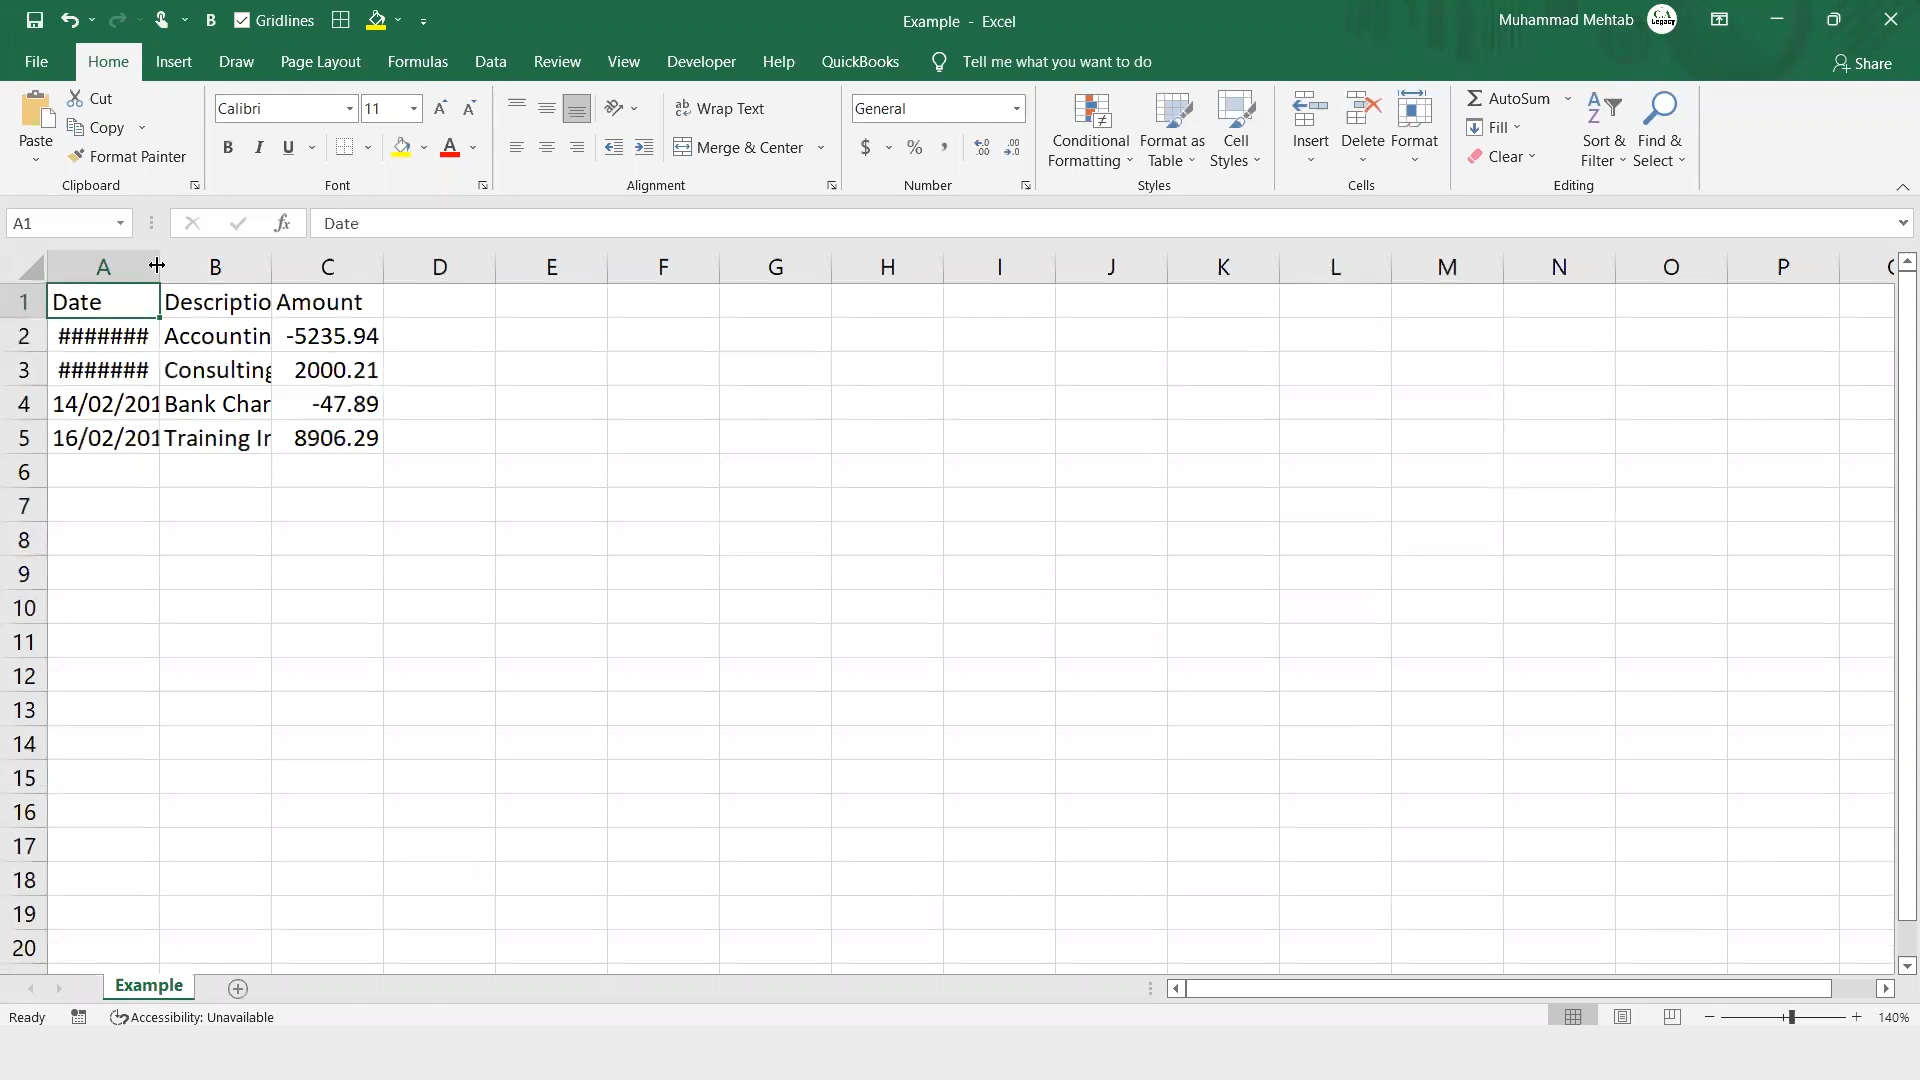 B Gridlines Example - Excel Muhammad Mehtab C.A Legacy
File Home Insert Draw Page Layout Formulas Data Review View Developer Help QuickBooks Tell me what you want to do Share
Paste Cut Copy Format Painter
Clipboard
Calibri 11 A A
B I U A
Font
ab Wrap Text
Merge & Center
Alignment
General
$ % ,
Number
Conditional Formatting Format as Table Cell Styles
Styles
Insert Delete Format
Cells
AutoSum Fill Clear Sort & Filter Find & Select
Editing
A1 fx Date
A B C D E F G H I J K L M N O P
1 Date Descriptio Amount
2 ####### Accountin -5235.94
3 ####### Consulting 2000.21
4 14/02/201 Bank Char -47.89
5 16/02/201 Training Ir 8906.29
6
7
8
9
10
11
12
13
14
15
16
17
18
19
20
Example
Ready Accessibility: Unavailable 140%